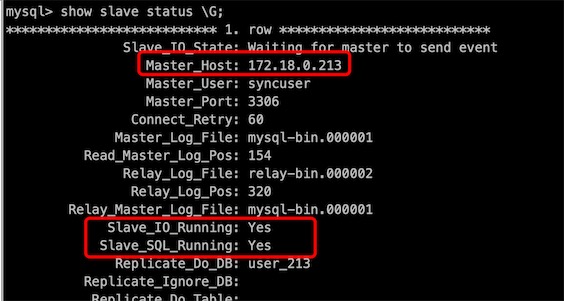 mysql> show slave status \G;
*************************** 1. row ***************************
Slave_IO_State: Waiting for master to send event
Master_Host: 172.18.0.213
Master_User: syncuser
Master_Port: 3306
Connect_Retry: 60
Master_Log_File: mysql-bin.000001
Read_Master_Log_Pos: 154
Relay_Log_File: relay-bin.000002
Relay_Log_Pos: 320
Relay_Master_Log_File: mysql-bin.000001
Slave_IO_Running: Yes
Slave_SQL_Running: Yes
Replicate_Do_DB: user_213
Replicate_Ignore_DB:
Replicate_Do_Table: